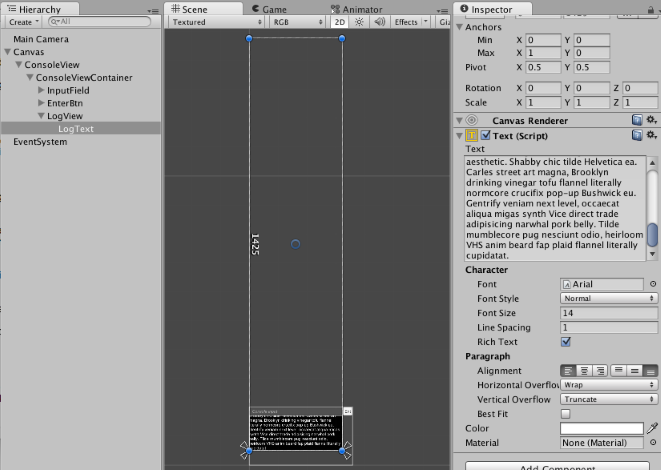 Hierarchy
Create
All
Main Camera
Canvas
ConsoleView
ConsoleViewContainer
InputField
EnterBtn
LogView
LogText
EventSystem
Scene
Game
Animator
Textured
RGB
2D
Effects
Giz
1425
Inspector
Anchors
Min X 0 Y 0
Max X 1 Y 0
Pivot X 0.5 Y 0.5
Rotation X 0 Y 0 Z 0
Scale X 1 Y 1 Z 1
Canvas Renderer
Text (Script)
Text
aesthetic. Shabby chic tilde Helvetica ea.
Carles street art magna, Brooklyn
drinking vinegar tofu flannel literally
normcore crucifix pop-up Bushwick eu.
Gentrify veniam next level, occaecat
aliqua migas synth Vice direct trade
adipisicing narwhal pork belly. Tilde
mumblecore pug nesciunt odio, heirloom
VHS anim beard fap plaid flannel literally
cupidatat.
Character
Font Arial
Font Style Normal
Font Size 14
Line Spacing 1
Rich Text
Paragraph
Alignment
Horizontal Overflow Wrap
Vertical Overflow Truncate
Best Fit
Color
Material None (Material)
Add Component